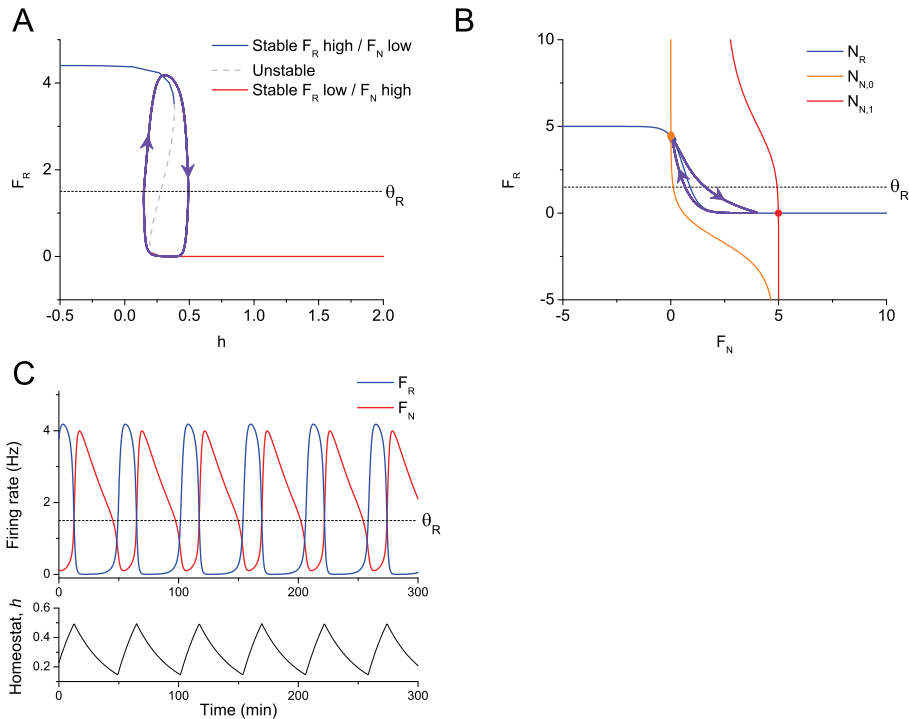 A
Stable F_R high / F_N low
Unstable
Stable F_R low / F_N high
F_R
4
2
0
θ_R
-0.5 0.0 0.5 1.0 1.5 2.0
h
B
N_R
N_N,0
N_N,1
F_R
10
5
0
-5
θ_R
-5 0 5 10
F_N
C
F_R
F_N
Firing rate (Hz)
4
2
0
θ_R
0 100 200 300
Homeostat, h
0.6
0.4
0.2
0 100 200 300
Time (min)